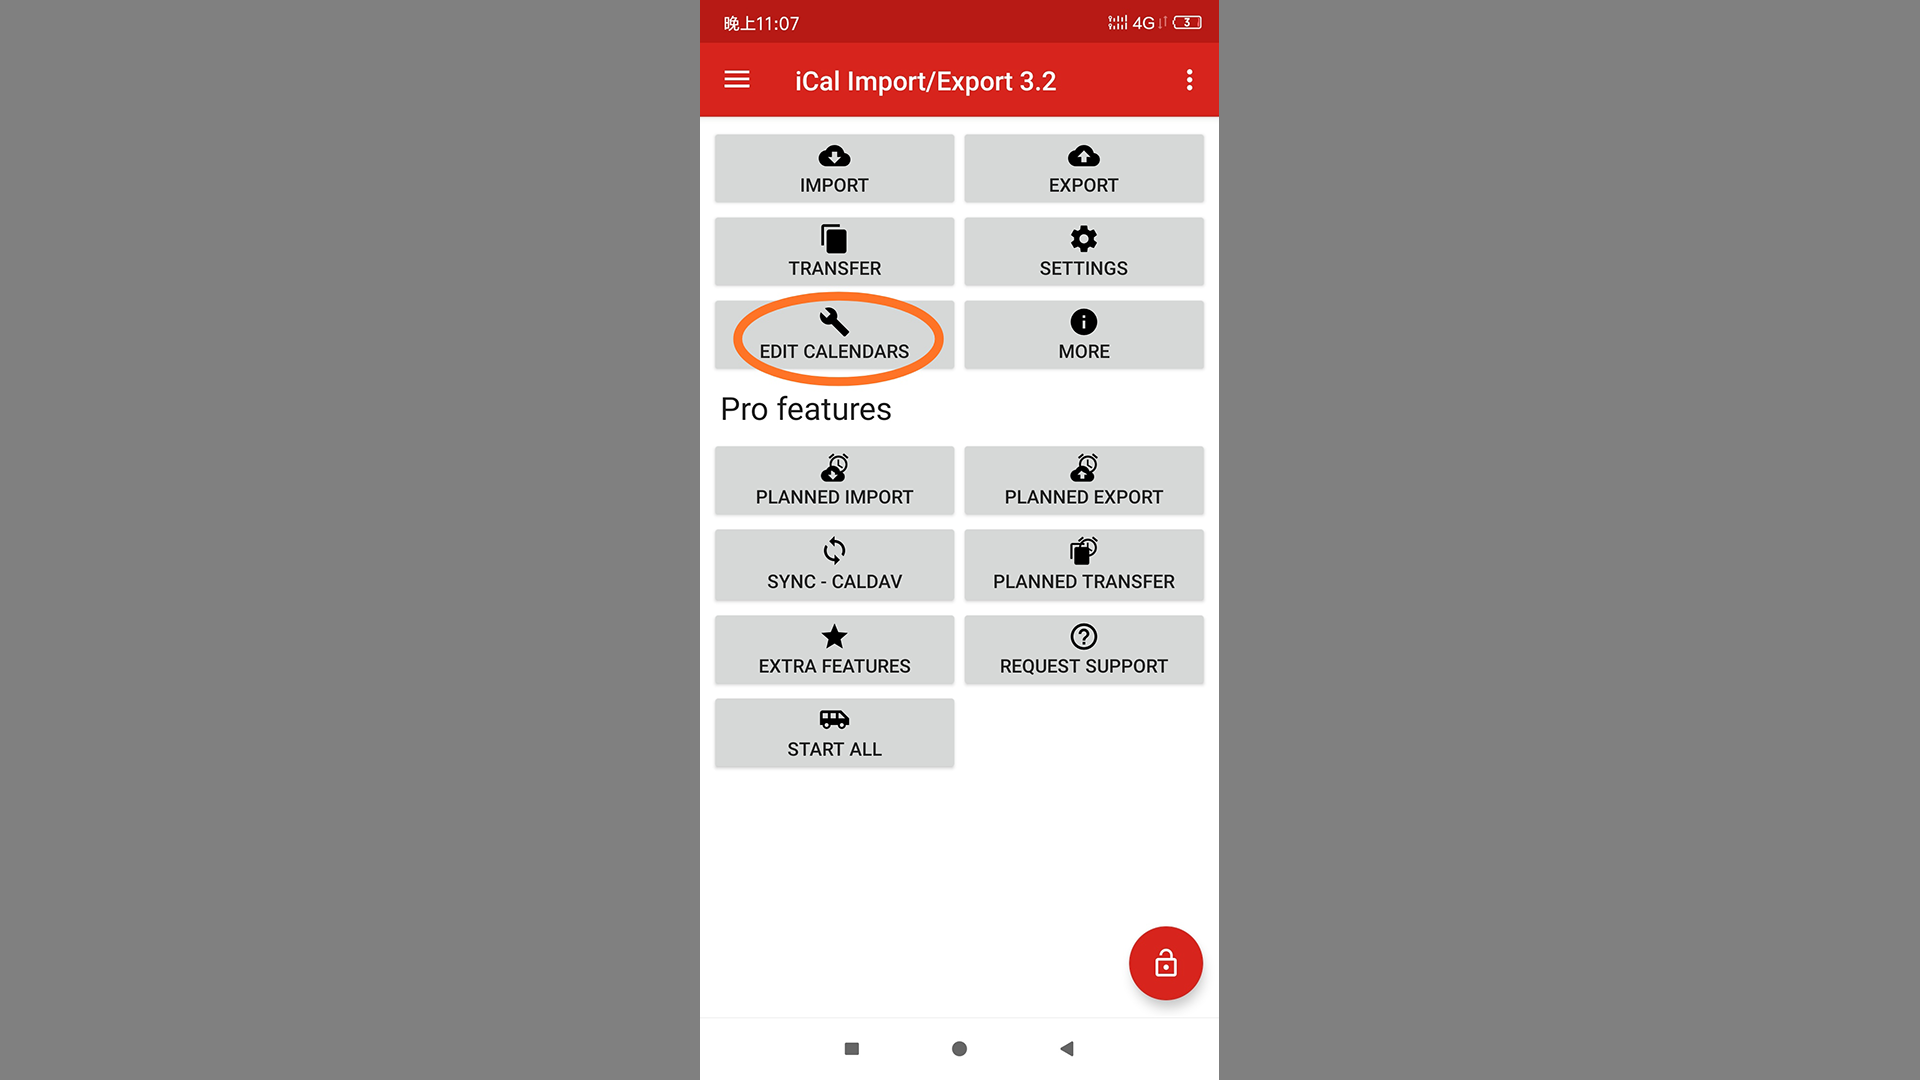 晚上11:07
4G
3
iCal Import/Export 3.2
IMPORT
EXPORT
TRANSFER
SETTINGS
EDIT CALENDARS
MORE
Pro features
PLANNED IMPORT
PLANNED EXPORT
SYNC - CALDAV
PLANNED TRANSFER
EXTRA FEATURES
REQUEST SUPPORT
START ALL